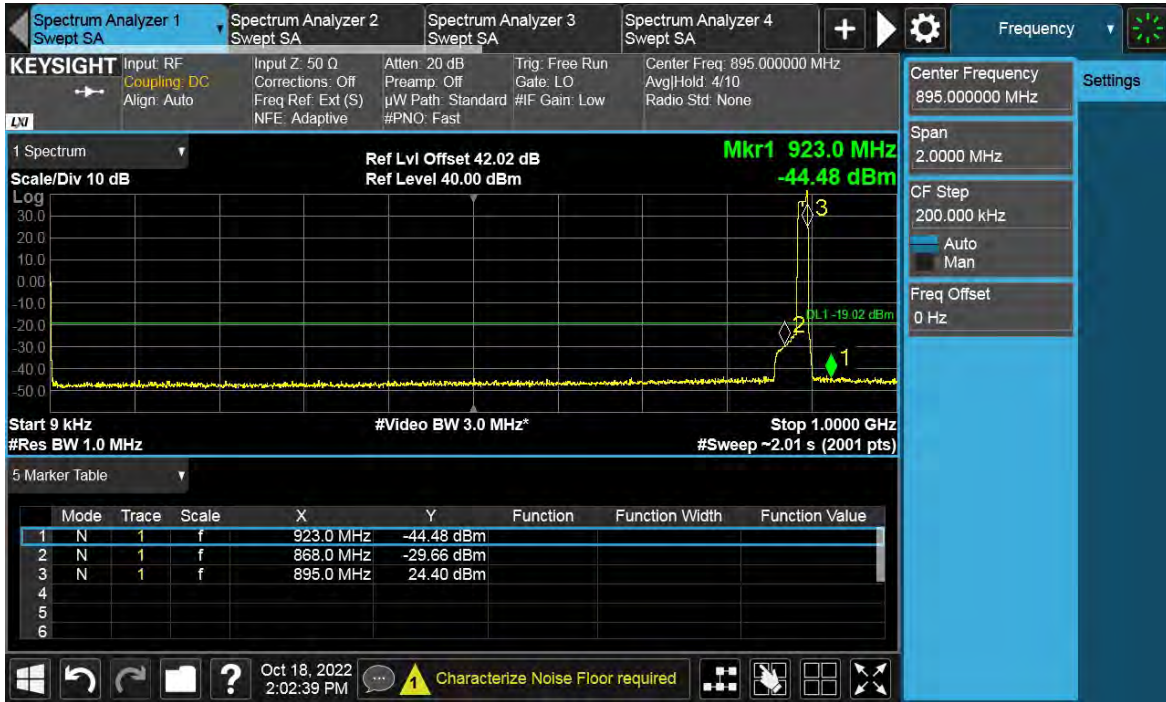 Spectrum Analyzer 1
Swept SA
Spectrum Analyzer 2
Swept SA
Spectrum Analyzer 3
Swept SA
Spectrum Analyzer 4
Swept SA
+
Frequency
KEYSIGHT
LXI
Input: RF
Coupling: DC
Align: Auto
Input Z: 50 Ω
Corrections: Off
Freq Ref: Ext (S)
NFE: Adaptive
Atten: 20 dB
Preamp: Off
µW Path: Standard
#PNO: Fast
Trig: Free Run
Gate: LO
#IF Gain: Low
Center Freq: 895.000000 MHz
Avg|Hold: 4/10
Radio Std: None
Center Frequency
895.000000 MHz
Settings
Span
2.0000 MHz
CF Step
200.000 kHz
Auto
Man
Freq Offset
0 Hz
1 Spectrum
Scale/Div 10 dB
Ref Lvl Offset 42.02 dB
Ref Level 40.00 dBm
Mkr1 923.0 MHz
-44.48 dBm
Log
30.0
20.0
10.0
0.00
-10.0
-20.0
-30.0
-40.0
-50.0
3
DL1 -19.02 dBm
2
1
Start 9 kHz
#Video BW 3.0 MHz*
Stop 1.0000 GHz
#Res BW 1.0 MHz
#Sweep ~2.01 s (2001 pts)
5 Marker Table
Mode Trace Scale X Y Function Function Width Function Value
1 N 1 f 923.0 MHz -44.48 dBm
2 N 1 f 868.0 MHz -29.66 dBm
3 N 1 f 895.0 MHz 24.40 dBm
4
5
6
?
Oct 18, 2022
2:02:39 PM
1
Characterize Noise Floor required